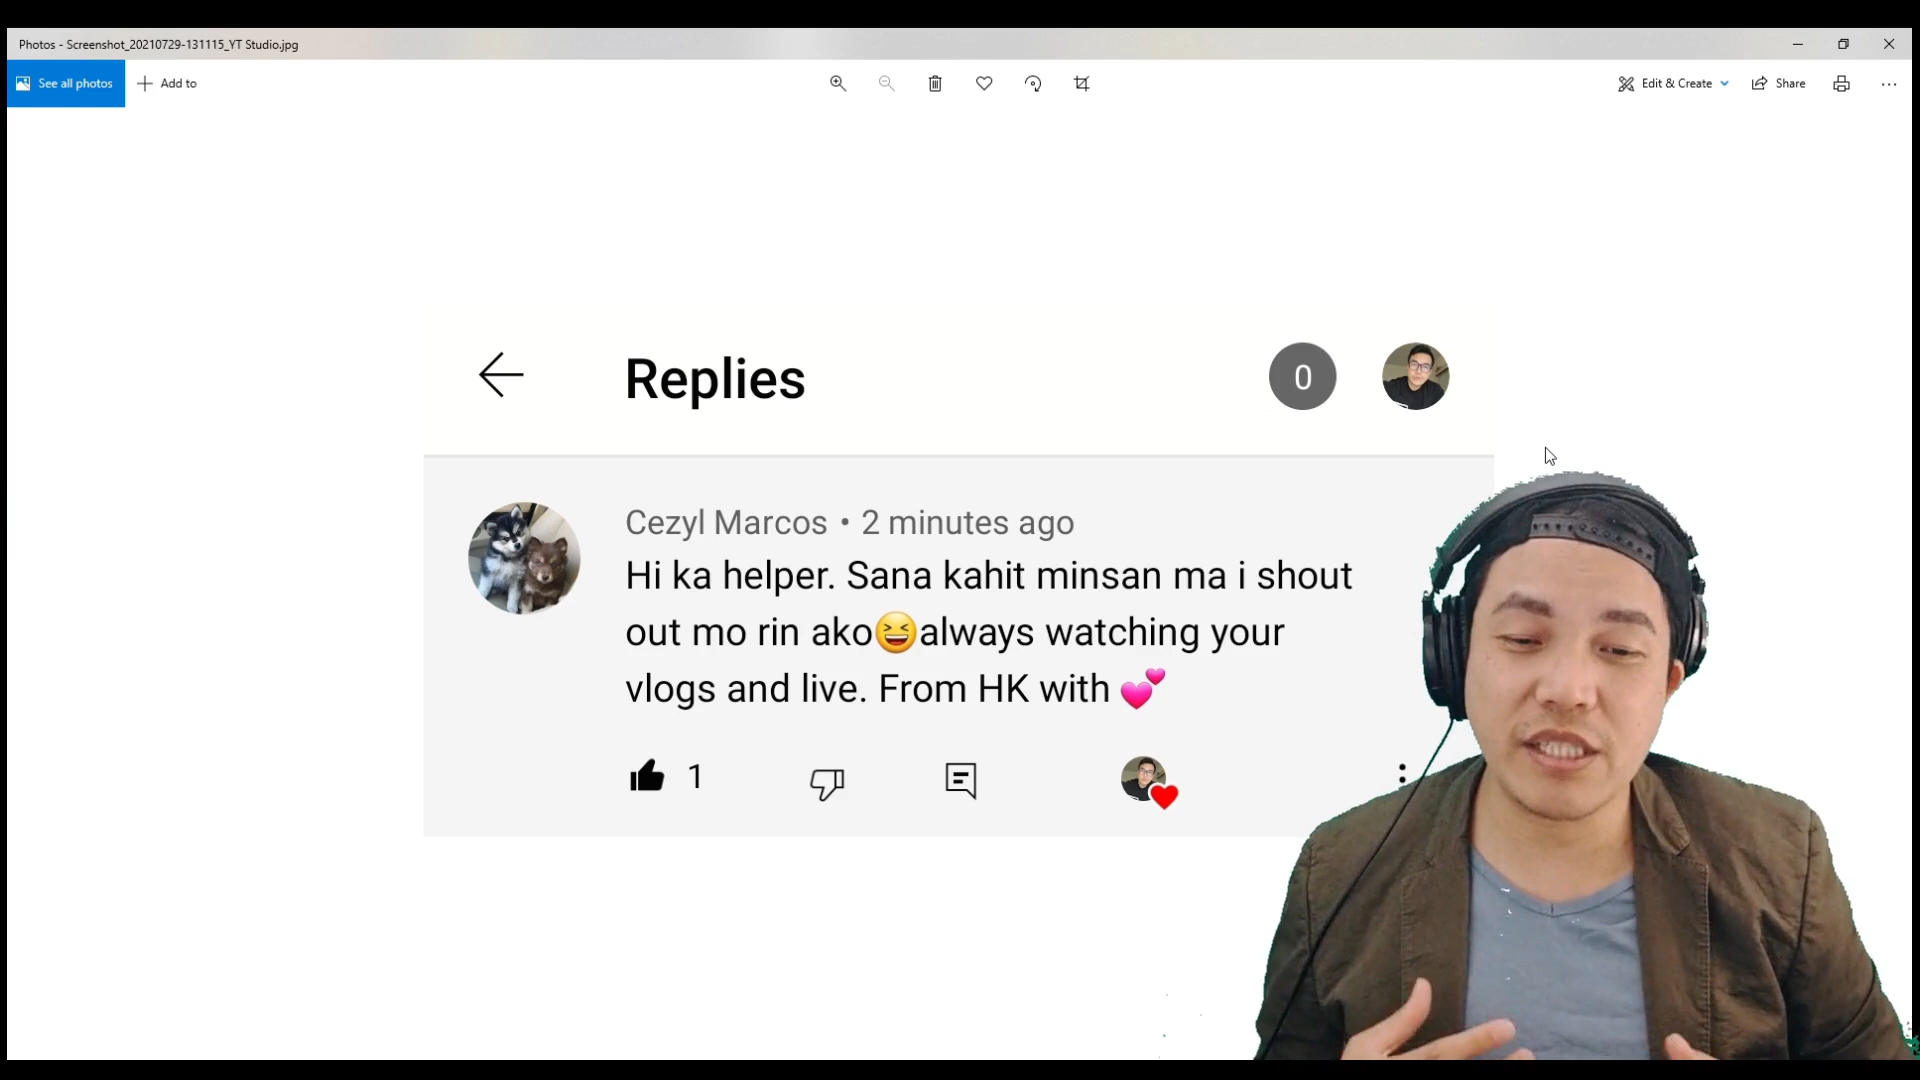 Photos - Screenshot_20210729-131115_YT Studio.jpg
See all photos
Add to
Edit & Create
Share
Replies
0
Cezyl Marcos • 2 minutes ago
Hi ka helper. Sana kahit minsan ma i shout
out mo rin ako😆always watching your
vlogs and live. From HK with 💕
1